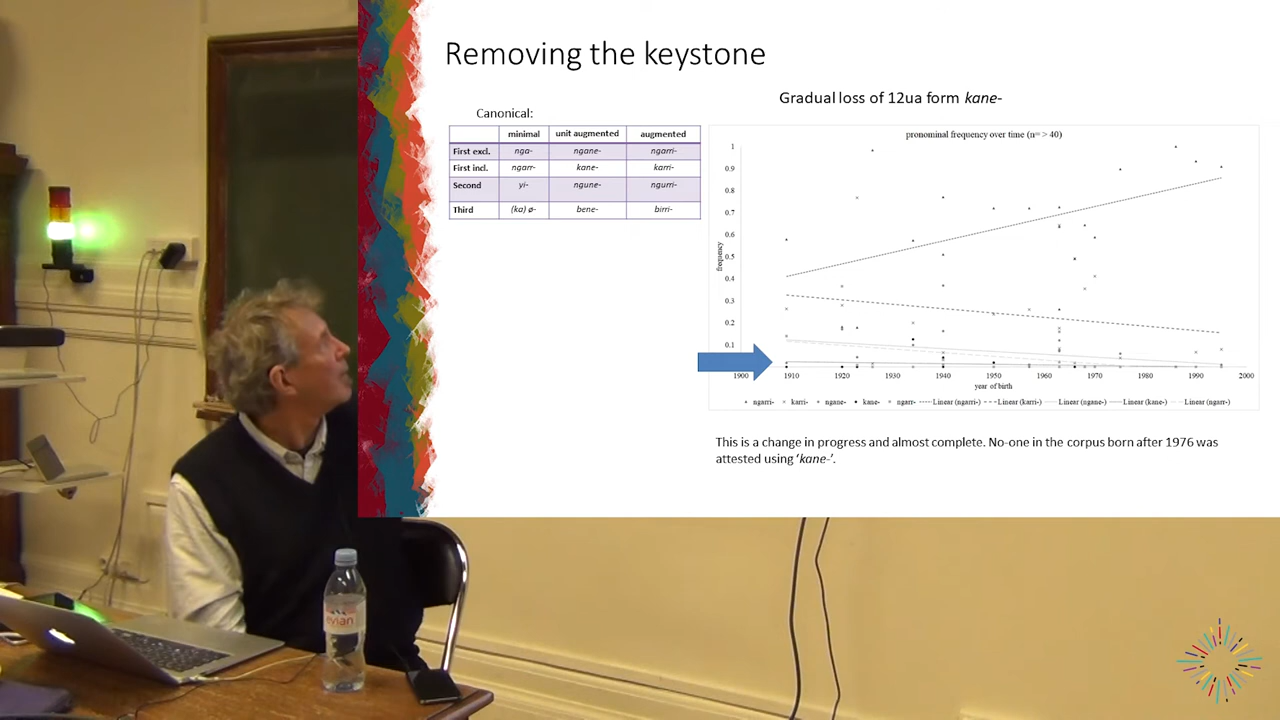 Removing the keystone
Gradual loss of 12ua form kane-
Canonical:
minimal unit augmented augmented
First excl. nga- ngane- ngarri-
First incl. ngarr- kane- karri-
Second yi- ngune- ngurri-
Third (ka) ø- bene- birri-
pronominal frequency over time (n= > 40)
1
0.9
0.8
0.7
0.6
0.5
0.4
0.3
0.2
0.1
frequency
1900 1910 1920 1930 1940 1950 1960 1970 1980 1990 2000
year of birth
ngarri- karri- ngane- kane- ngarr- Linear (ngarri-) Linear (karri-) Linear (ngane-) Linear (kane-) Linear (ngarr-)
This is a change in progress and almost complete. No-one in the corpus born after 1976 was
attested using ‘kane-’.
evian